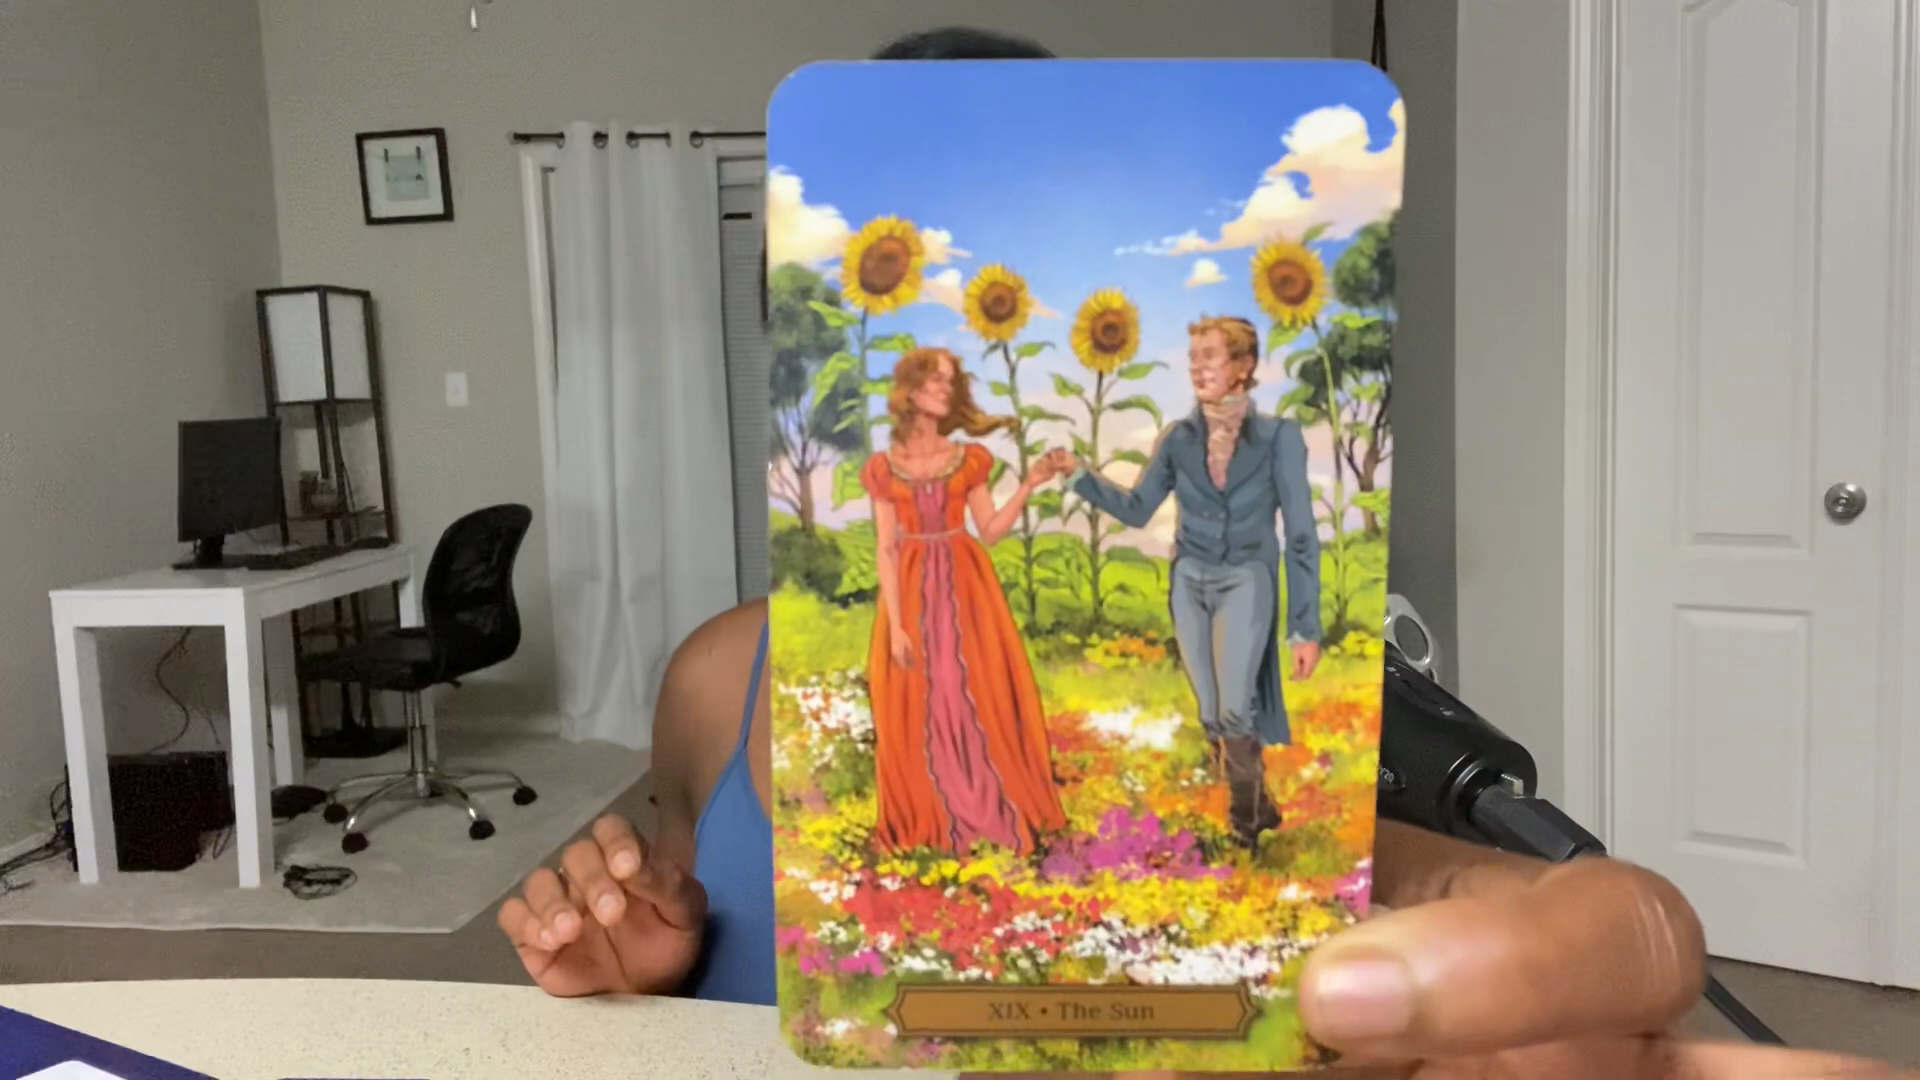 XIX • The Sun